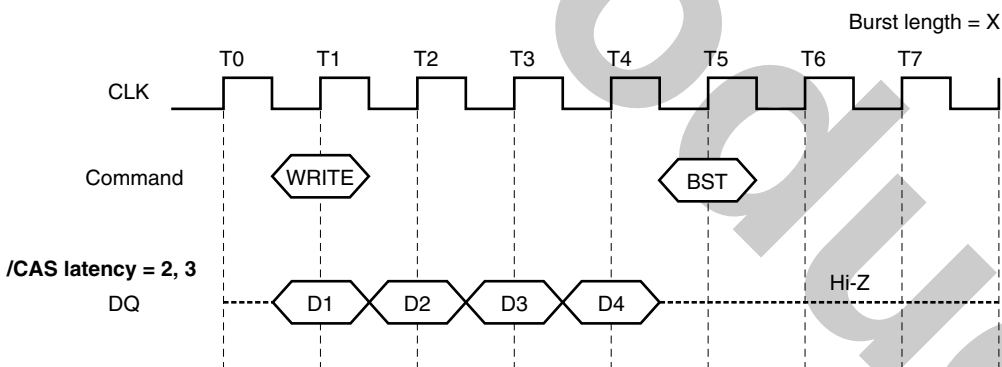 Burst length = X
T0 T1 T2 T3 T4 T5 T6 T7
CLK
Command WRITE BST
/CAS latency = 2, 3
Hi-Z
DQ D1 D2 D3 D4